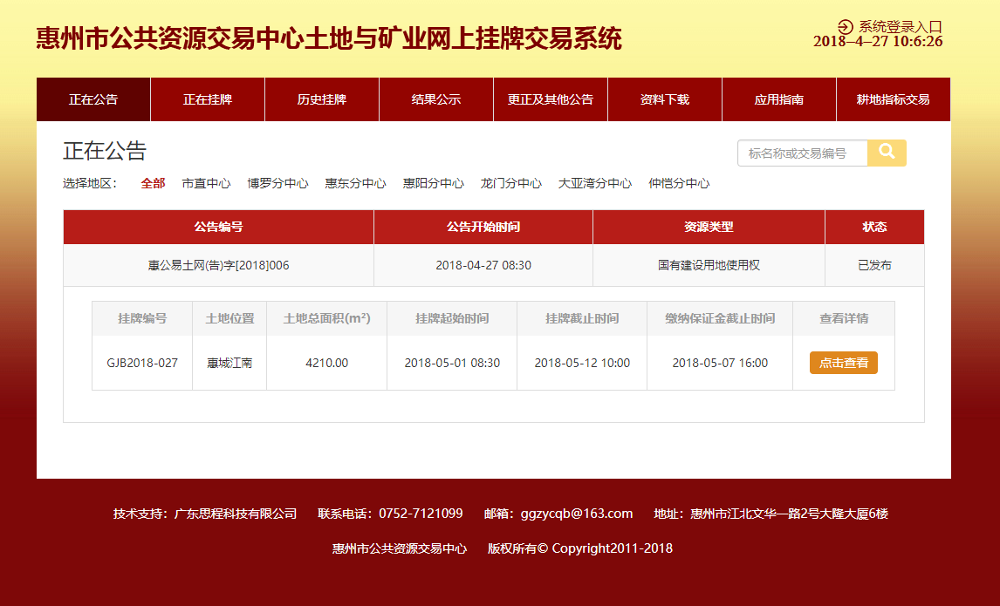 惠州市公共资源交易中心土地与矿业网上挂牌交易系统
系统登录入口
2018–4–27 10:6:26
正在公告 正在挂牌 历史挂牌 结果公示 更正及其他公告 资料下载 应用指南 耕地指标交易
正在公告
标名称或交易编号
选择地区： 全部 市直中心 博罗分中心 惠东分中心 惠阳分中心 龙门分中心 大亚湾分中心 仲恺分中心
公告编号 公告开始时间 资源类型 状态
惠公易土网(告)字[2018]006 2018-04-27 08:30 国有建设用地使用权 已发布
挂牌编号 土地位置 土地总面积(m²) 挂牌起始时间 挂牌截止时间 缴纳保证金截止时间 查看详情
GJB2018-027 惠城江南 4210.00 2018-05-01 08:30 2018-05-12 10:00 2018-05-07 16:00 点击查看
技术支持：广东思程科技有限公司 联系电话：0752-7121099 邮箱：ggzycqb@163.com 地址：惠州市江北文华一路2号大隆大厦6楼
惠州市公共资源交易中心 版权所有© Copyright2011-2018